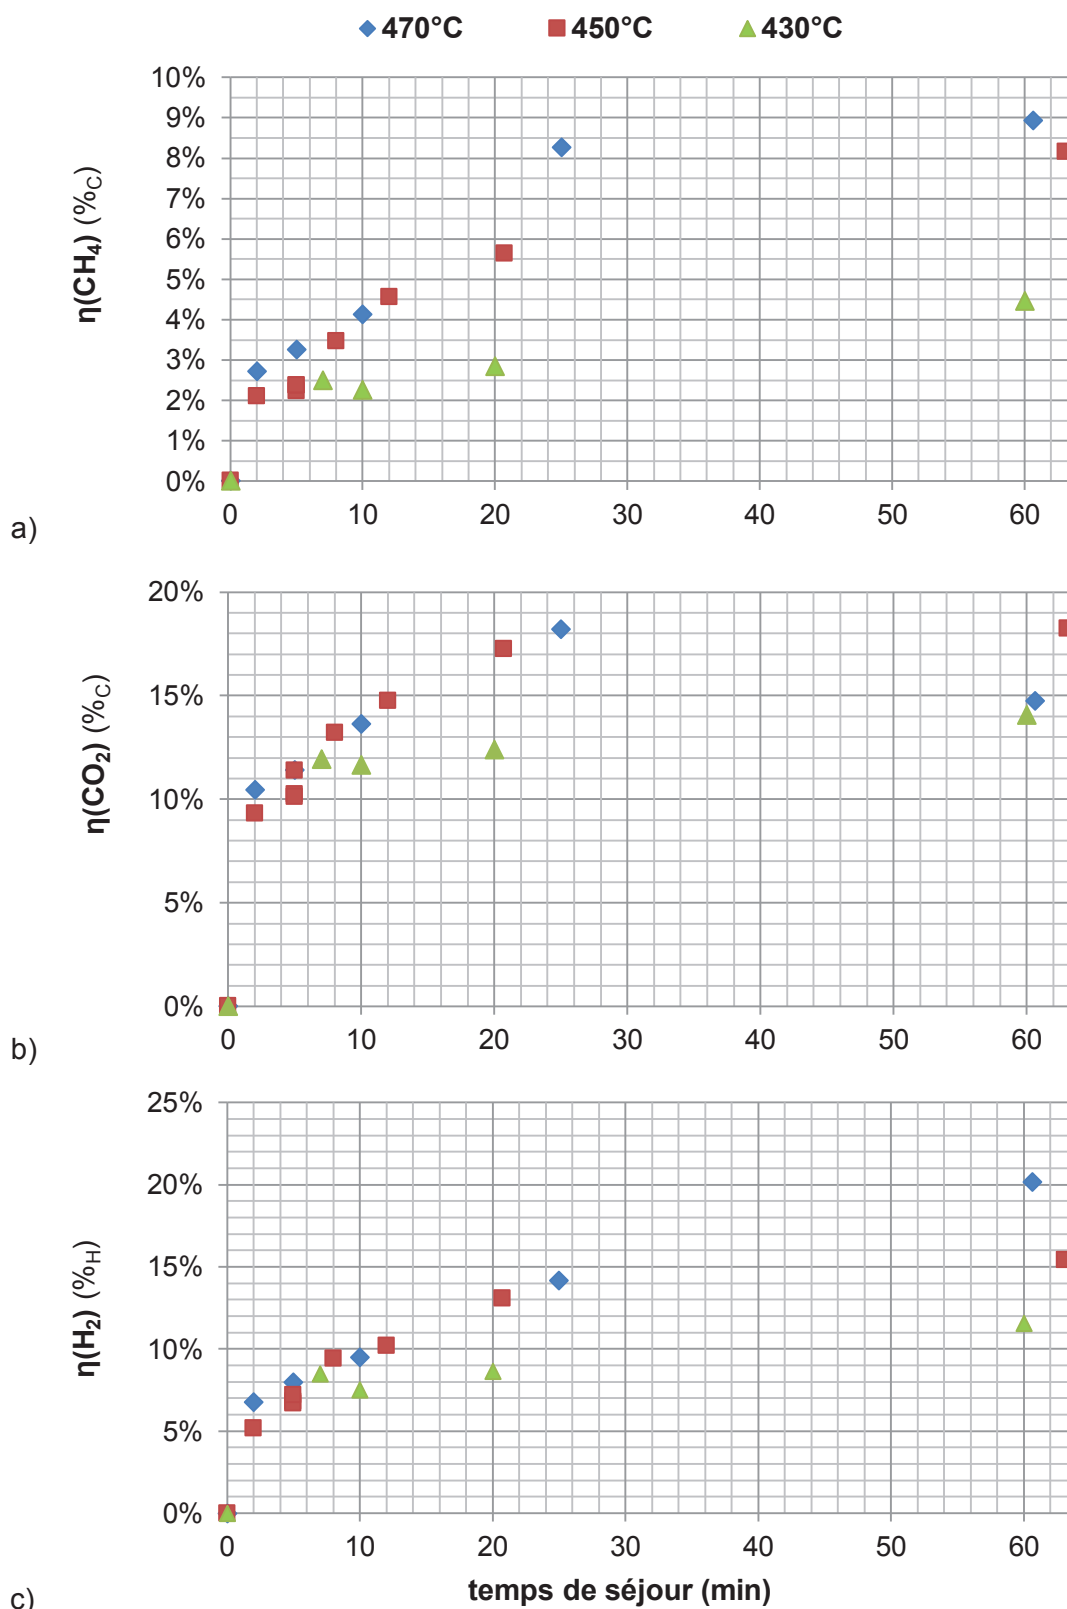 470°C 450°C 430°C
10%
9%
8%
7%
6%
5%
4%
3%
2%
1%
0%
η(CH₄) (%C)
0 10 20 30 40 50 60
a)
20%
15%
10%
5%
0%
η(CO₂) (%C)
0 10 20 30 40 50 60
b)
25%
20%
15%
10%
5%
0%
η(H₂) (%H)
0 10 20 30 40 50 60
temps de séjour (min)
c)